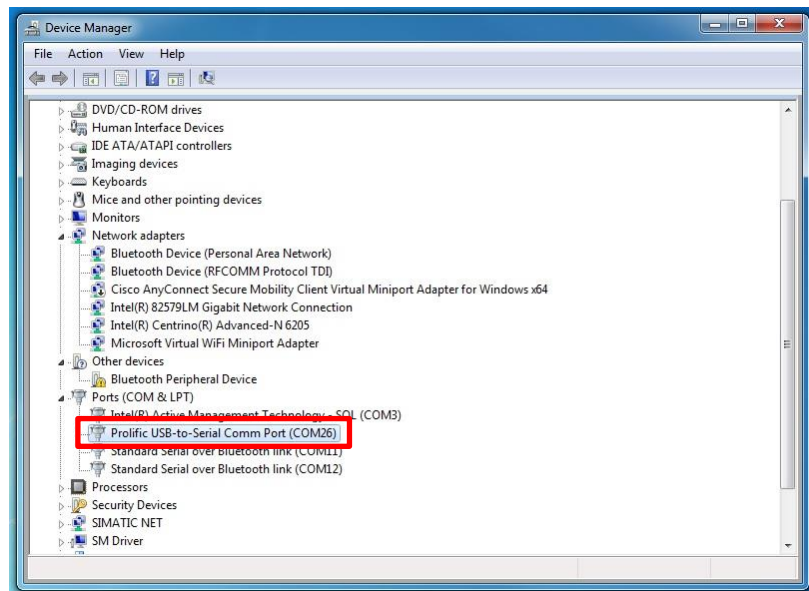 Device Manager
File Action View Help
DVD/CD-ROM drives
Human Interface Devices
IDE ATA/ATAPI controllers
Imaging devices
Keyboards
Mice and other pointing devices
Monitors
Network adapters
Bluetooth Device (Personal Area Network)
Bluetooth Device (RFCOMM Protocol TDI)
Cisco AnyConnect Secure Mobility Client Virtual Miniport Adapter for Windows x64
Intel(R) 82579LM Gigabit Network Connection
Intel(R) Centrino(R) Advanced-N 6205
Microsoft Virtual WiFi Miniport Adapter
Other devices
Bluetooth Peripheral Device
Ports (COM & LPT)
Intel(R) Active Management Technology - SOL (COM3)
Prolific USB-to-Serial Comm Port (COM26)
Standard Serial over Bluetooth link (COM11)
Standard Serial over Bluetooth link (COM12)
Processors
Security Devices
SIMATIC NET
SM Driver